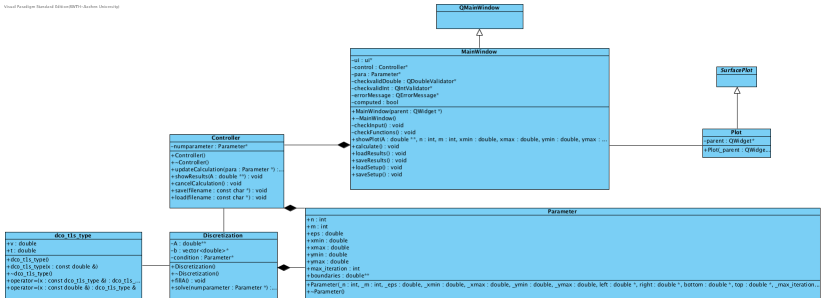 Visual Paradigm Standard Edition(RWTH-Aachen University)
QMainWindow
MainWindow
-ui : ui*
-control : Controller*
-para : Parameter*
-checkvalidDouble : QDoubleValidator*
-checkvalidInt : QIntValidator*
-errorMessage : QErrorMessage*
-computed : bool
+MainWindow(parent : QWidget *)
+~MainWindow()
-checkInput() : void
-checkFunctions() : void
+showPlot(A : double **, n : int, m : int, xmin : double, xmax : double, ymin : double, ymax : ...
+calculate() : void
+loadResults() : void
+saveResults() : void
+loadSetup() : void
+saveSetup() : void
SurfacePlot
Plot
-parent : QWidget*
+Plot(_parent : QWidge...
Controller
-numparameter : Parameter*
+Controller()
+~Controller()
+updateCalculation(para : Parameter *) :...
+showResults(A : double **) : void
+cancelCalculation() : void
+save(filename : const char *) : void
+load(filename : const char *) : void
Parameter
+n : int
+m : int
+eps : double
+xmin : double
+xmax : double
+ymin : double
+ymax : double
+max_iteration : int
+boundaries : double**
+Parameter(_n : int, _m : int, _eps : double, _xmin : double, _xmax : double, _ymin : double, _ymax : double, left : double *, right : double *, bottom : double *, top : double *, _max_iteration...
+~Parameter()
dco_t1s_type
+x : double
+t : double
+dco_t1s_type()
+dco_t1s_type(x : const double &)
+~dco_t1s_type()
+operator=(x : const dco_t1s_type &) : dco_t1s_...
+operator=(x : const double &) : dco_t1s_type &
Discretization
-A : double**
-b : vector<double>*
-condition : Parameter*
+Discretization()
+~Discretization()
+fillA() : void
+solve(numparameter : Parameter *) :...